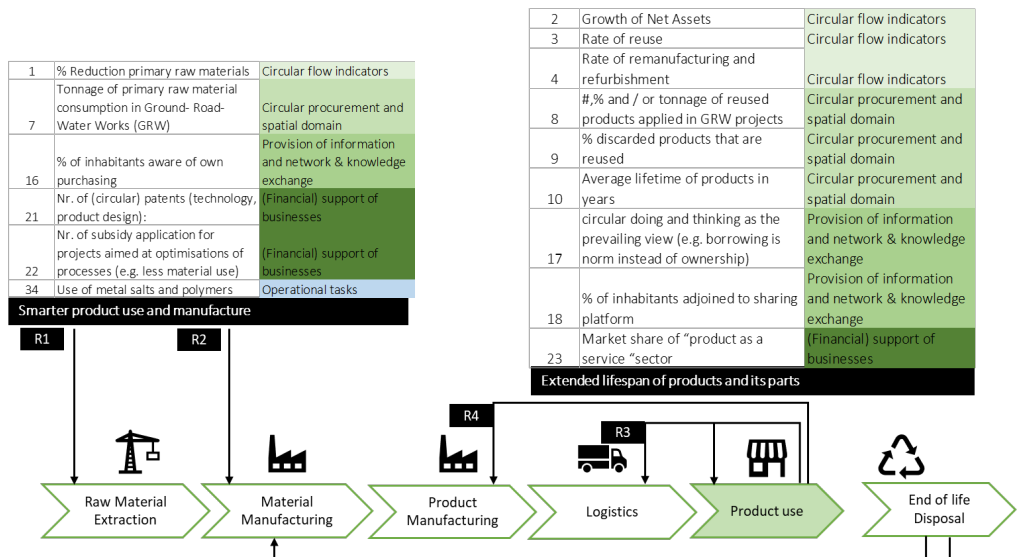 1 % Reduction primary raw materials Circular flow indicators
Tonnage of primary raw material
consumption in Ground- Road- Circular procurement and
7 Water Works (GRW) spatial domain
Provision of information
% of inhabitants aware of own and network & knowledge
16 purchasing exchange
Nr. of (circular) patents (technology, (Financial) support of
21 product design): businesses
Nr. of subsidy application for
projects aimed at optimisations of (Financial) support of
22 processes (e.g. less material use) businesses
34 Use of metal salts and polymers Operational tasks
Smarter product use and manufacture
2 Growth of Net Assets Circular flow indicators
3 Rate of reuse Circular flow indicators
Rate of remanufacturing and
4 refurbishment Circular flow indicators
#,% and / or tonnage of reused Circular procurement and
8 products applied in GRW projects spatial domain
% discarded products that are Circular procurement and
9 reused spatial domain
Average lifetime of products in Circular procurement and
10 years spatial domain
circular doing and thinking as the Provision of information
prevailing view (e.g. borrowing is and network & knowledge
17 norm instead of ownership) exchange
Provision of information
% of inhabitants adjoined to sharing and network & knowledge
18 platform exchange
Market share of “product as a (Financial) support of
23 service “sector businesses
Extended lifespan of products and its parts
R1
R2
R4
R3
Raw Material
Extraction
Material
Manufacturing
Product
Manufacturing
Logistics
Product use
End of life
Disposal